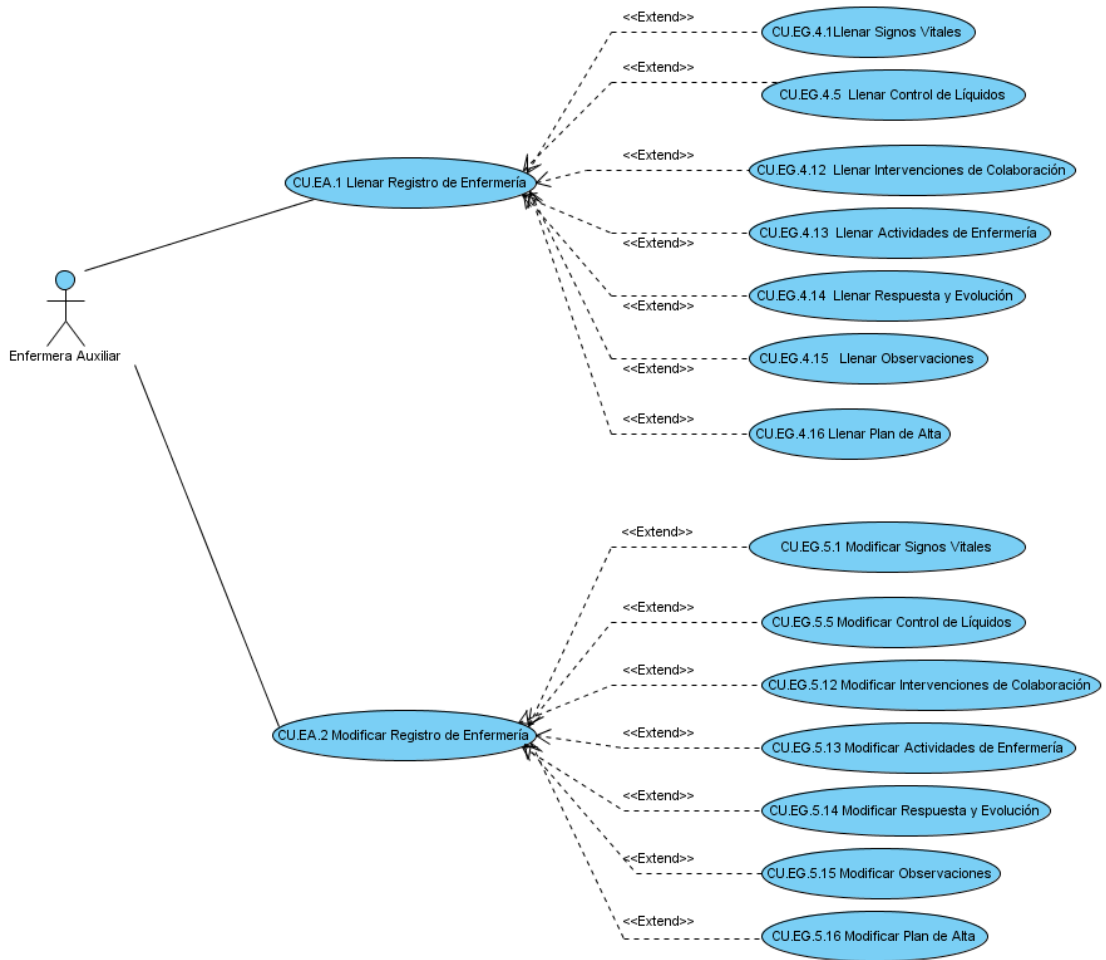 <<Extend>>
CU.EG.4.1Llenar Signos Vitales
<<Extend>>
CU.EG.4.5 Llenar Control de Líquidos
<<Extend>>
CU.EG.4.12 Llenar Intervenciones de Colaboración
CU.EA.1 Llenar Registro de Enfermería
CU.EG.4.13 Llenar Actividades de Enfermería
<<Extend>>
CU.EG.4.14 Llenar Respuesta y Evolución
<<Extend>>
Enfermera Auxiliar
CU.EG.4.15 Llenar Observaciones
<<Extend>>
<<Extend>>
CU.EG.4.16 Llenar Plan de Alta
<<Extend>>
CU.EG.5.1 Modificar Signos Vitales
<<Extend>>
CU.EG.5.5 Modificar Control de Líquidos
<<Extend>>
CU.EG.5.12 Modificar Intervenciones de Colaboración
<<Extend>>
CU.EA.2 Modificar Registro de Enfermería
CU.EG.5.13 Modificar Actividades de Enfermería
<<Extend>>
CU.EG.5.14 Modificar Respuesta y Evolución
<<Extend>>
CU.EG.5.15 Modificar Observaciones
<<Extend>>
CU.EG.5.16 Modificar Plan de Alta